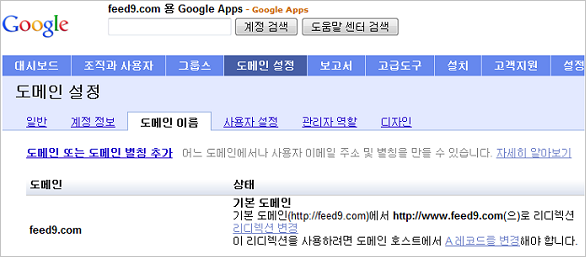 feed9.com 용 Google Apps - Google Apps
Google
계정 검색 도움말 센터 검색
대시보드 조직과 사용자 그룹스 도메인 설정 보고서 고급도구 설치 고객지원 설정
도메인 설정
일반 계정 정보 도메인 이름 사용자 설정 관리자 역할 디자인
도메인 또는 도메인 별칭 추가 어느 도메인에서나 사용자 이메일 주소 및 별칭을 만들 수 있습니다. 자세히 알아보기
도메인 상태
기본 도메인
기본 도메인(http://feed9.com)에서 http://www.feed9.com(으)로 리디렉션
feed9.com 리디렉션 변경
이 리디렉션을 사용하려면 도메인 호스트에서 A 레코드를 변경해야 합니다.